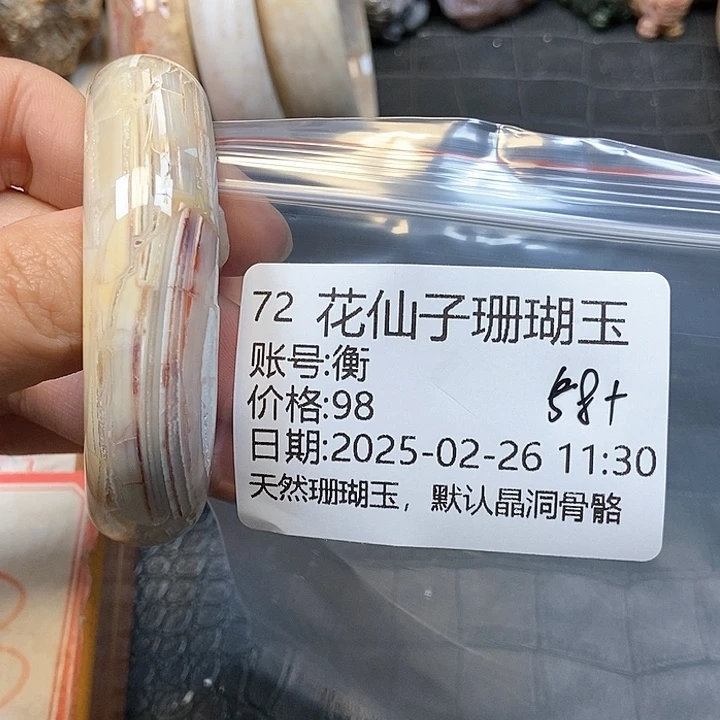 72 花仙子珊瑚玉
账号:衡
价格:98
58+
日期:2025-02-26 11:30
天然珊瑚玉，默认晶洞骨骼